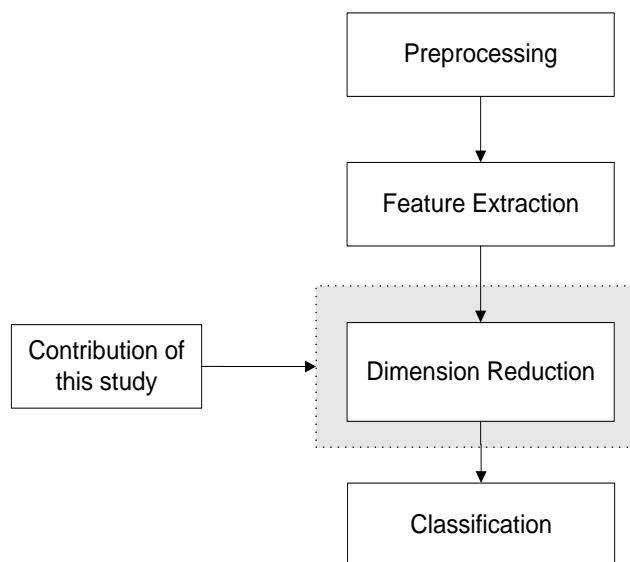 Preprocessing
Feature Extraction
Contribution of
this study
Dimension Reduction
Classification